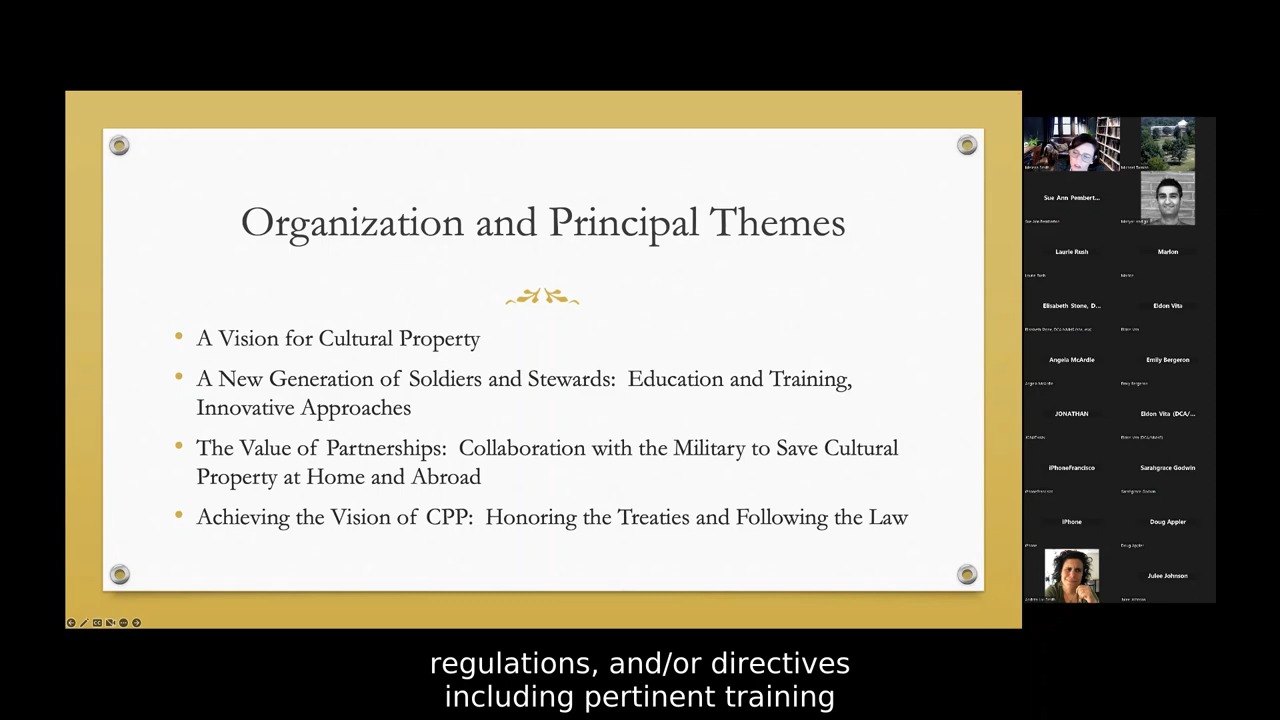 Organization and Principal Themes
A Vision for Cultural Property
A New Generation of Soldiers and Stewards: Education and Training,
Innovative Approaches
The Value of Partnerships: Collaboration with the Military to Save Cultural
Property at Home and Abroad
Achieving the Vision of CPP: Honoring the Treaties and Following the Law
Sue Ann Pembert...
Laurie Rush
Marlon
Elisabeth Stone, D...
Eldon Vita
Angela McArdle
Emily Bergeron
JONATHAN
Eldon Vita (DCA/...
iPhoneFrancisco
Sarahgrace Godwin
iPhone
Doug Appler
Julee Johnson
regulations, and/or directives
including pertinent training